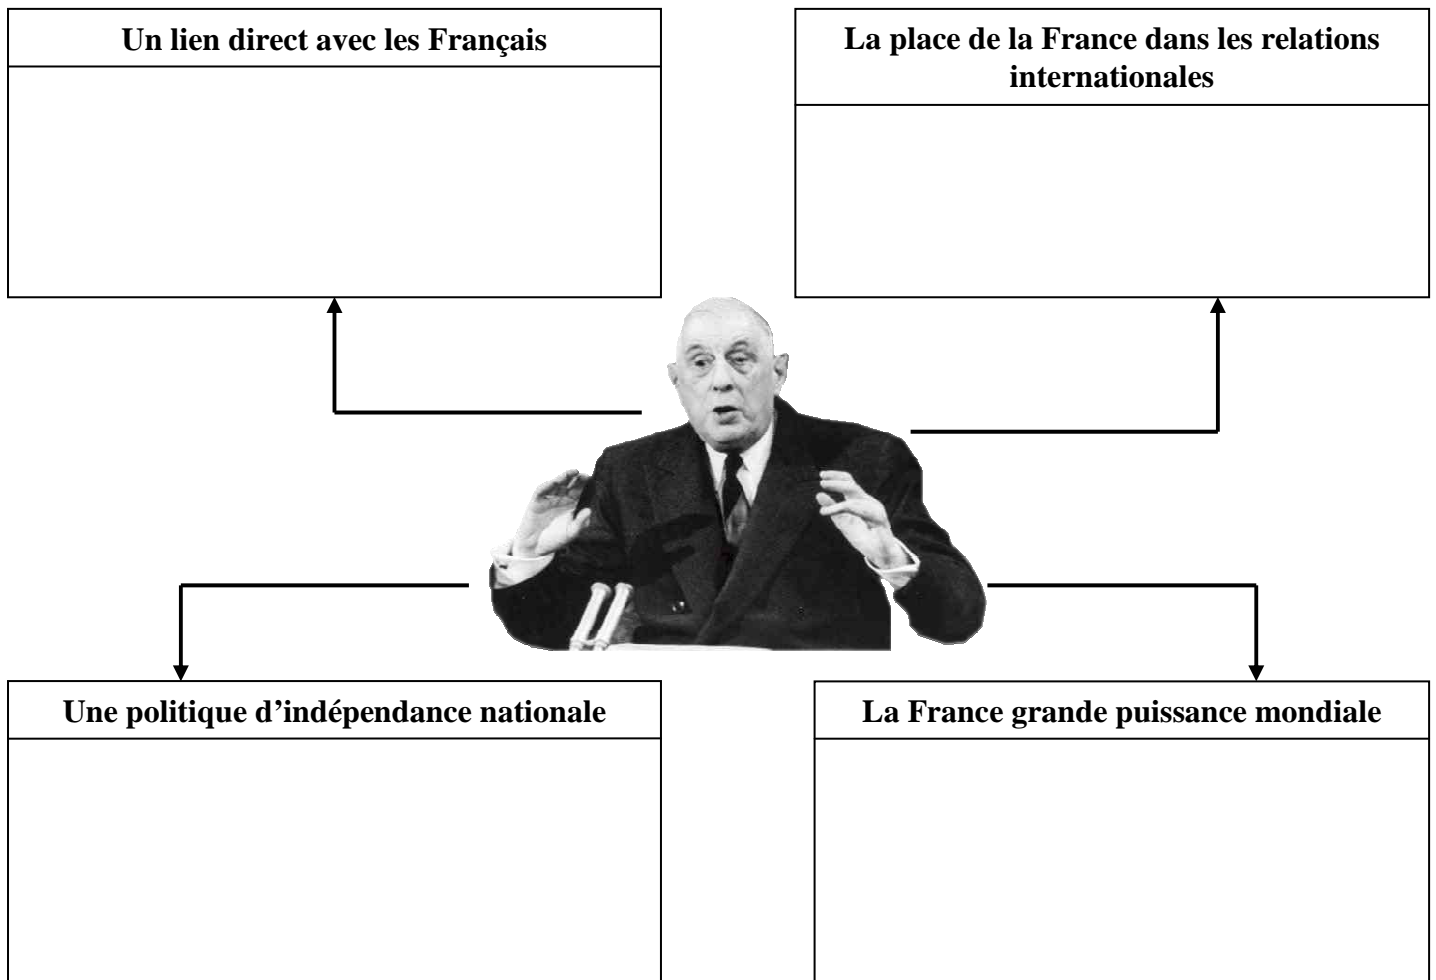 Un lien direct avec les Français
La place de la France dans les relations
internationales
Une politique d’indépendance nationale
La France grande puissance mondiale